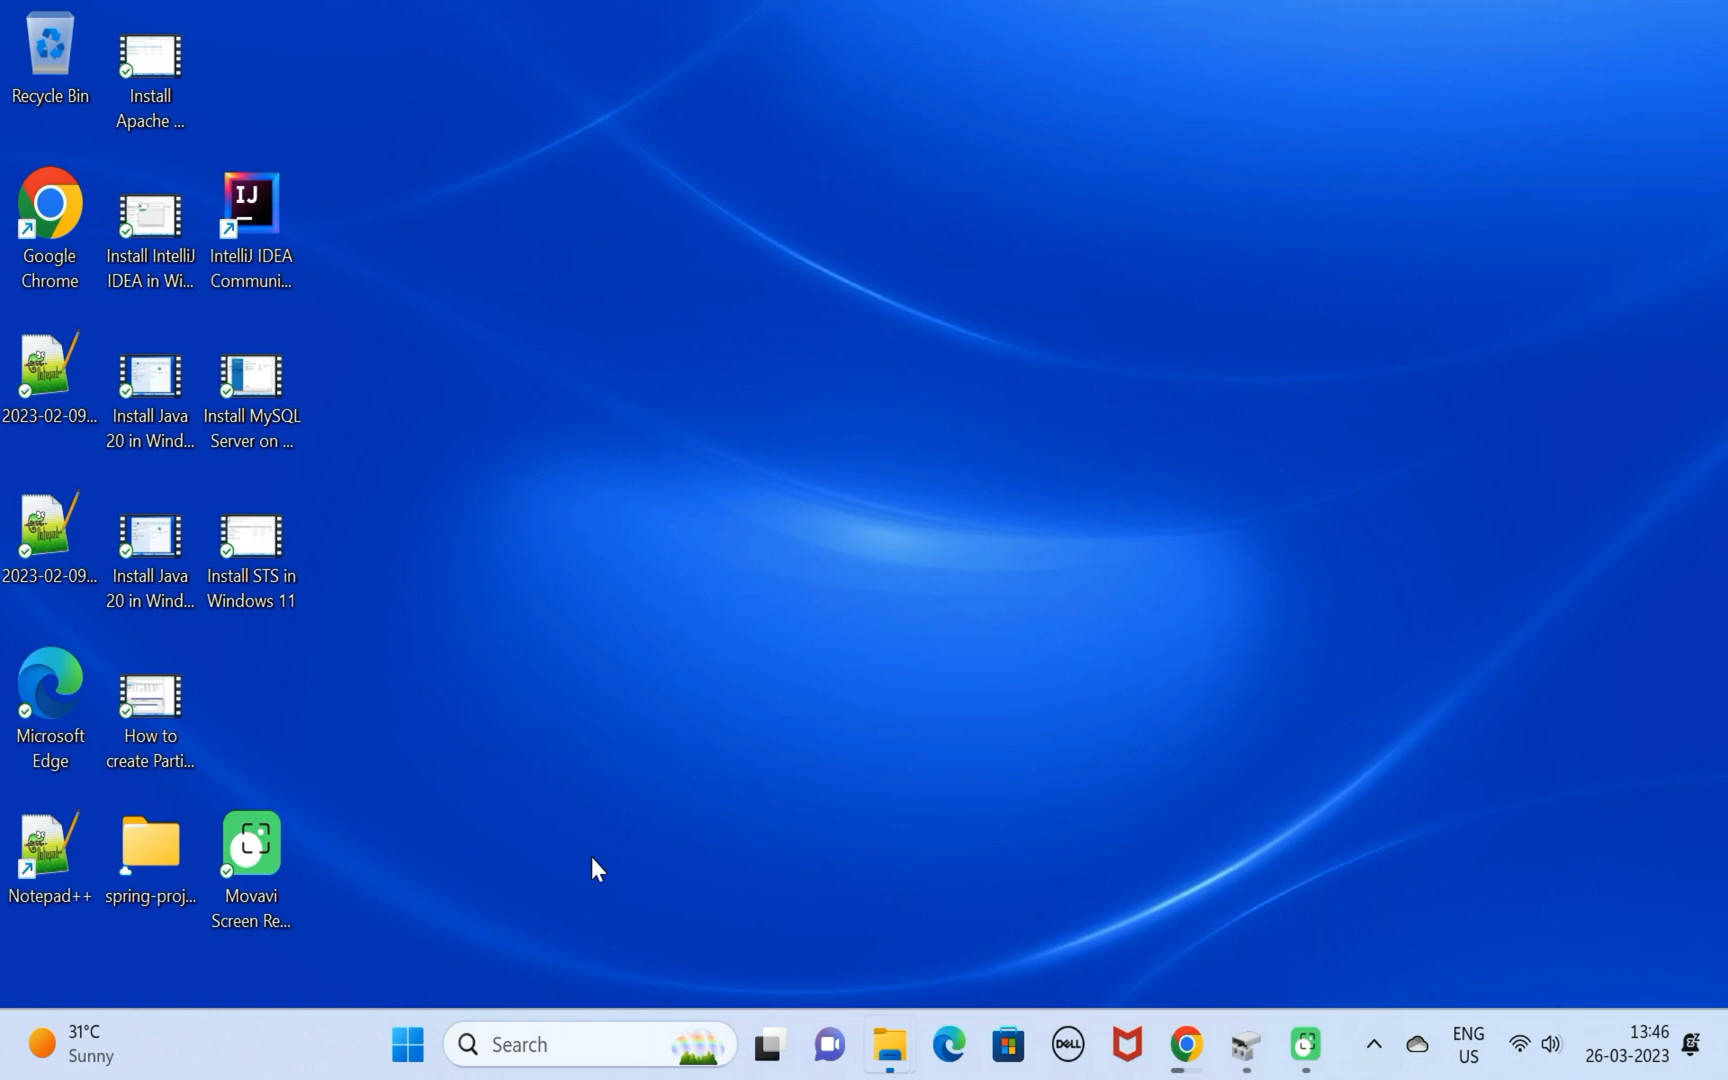 Recycle Bin
Install
Apache ...
Google
Chrome
Install IntelliJ
IDEA in Wi...
IJ
IntelliJ IDEA
Communi...
2023-02-09...
Install Java
20 in Wind...
Install MySQL
Server on ...
2023-02-09...
Install Java
20 in Wind...
Install STS in
Windows 11
Microsoft
Edge
How to
create Parti...
Notepad++
spring-proj...
Movavi
Screen Re...
31°C
Sunny
Search
DELL
ENG
US
13:46
26-03-2023